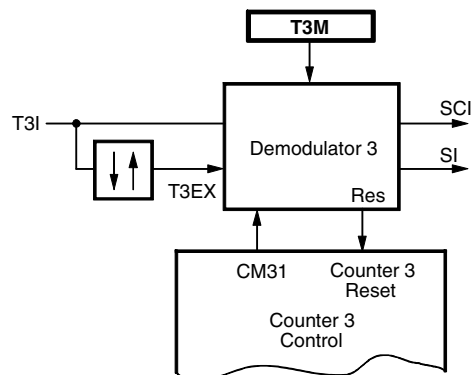 T3M
T3I
SCI
Demodulator 3
SI
T3EX
Res
CM31
Counter 3
Reset
Counter 3
Control